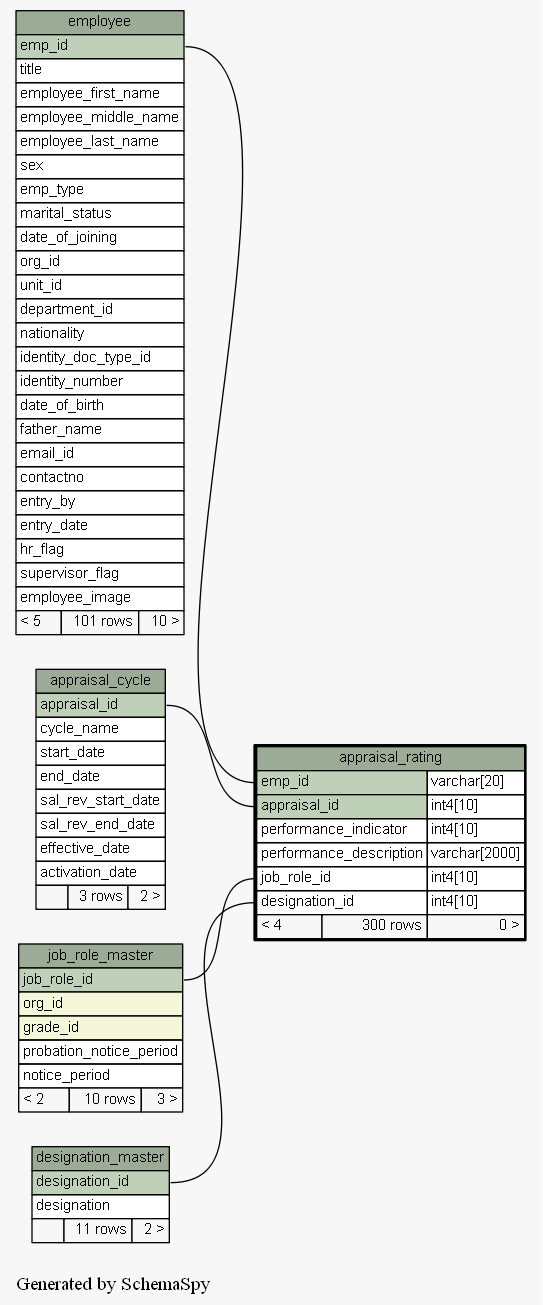 employee
emp_id
title
employee_first_name
employee_middle_name
employee_last_name
sex
emp_type
marital_status
date_of_joining
org_id
unit_id
department_id
nationality
identity_doc_type_id
identity_number
date_of_birth
father_name
email_id
contactno
entry_by
entry_date
hr_flag
supervisor_flag
employee_image
< 5 101 rows 10 >
appraisal_cycle
appraisal_id
cycle_name
start_date
end_date
sal_rev_start_date
sal_rev_end_date
effective_date
activation_date
3 rows 2 >
appraisal_rating
emp_id varchar[20]
appraisal_id int4[10]
performance_indicator int4[10]
performance_description varchar[2000]
job_role_id int4[10]
designation_id int4[10]
< 4 300 rows 0 >
job_role_master
job_role_id
org_id
grade_id
probation_notice_period
notice_period
< 2 10 rows 3 >
designation_master
designation_id
designation
11 rows 2 >
Generated by SchemaSpy